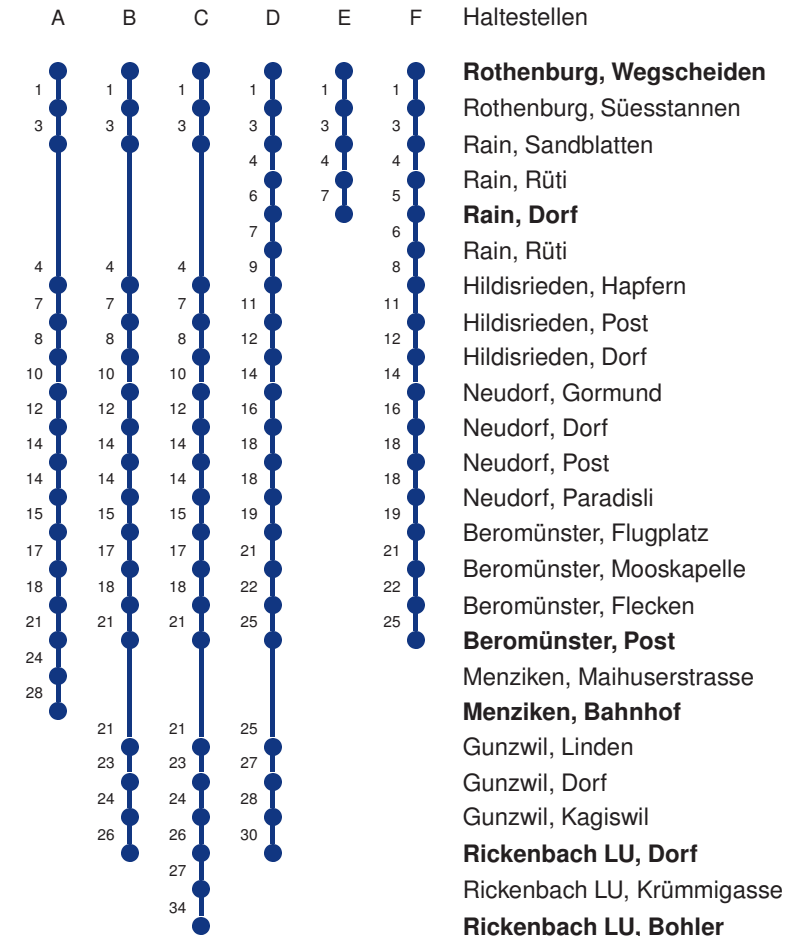 A B C D E F Haltestellen
Rothenburg, Wegscheiden
1 1 1 1 1 1
Rothenburg, Süesstannen
3 3 3 3 3 3
Rain, Sandblatten
4 4 4
Rain, Rüti
6 7 5
Rain, Dorf
7 6
Rain, Rüti
4 4 4 9 8
Hildisrieden, Hapfern
7 7 7 11 11
Hildisrieden, Post
8 8 8 12 12
Hildisrieden, Dorf
10 10 10 14 14
Neudorf, Gormund
12 12 12 16 16
Neudorf, Dorf
14 14 14 18 18
Neudorf, Post
14 14 14 18 18
Neudorf, Paradisli
15 15 15 19 19
Beromünster, Flugplatz
17 17 17 21 21
Beromünster, Mooskapelle
18 18 18 22 22
Beromünster, Flecken
21 21 21 25 25
Beromünster, Post
24
Menziken, Maihuserstrasse
28
Menziken, Bahnhof
21 21 25
Gunzwil, Linden
23 23 27
Gunzwil, Dorf
24 24 28
Gunzwil, Kagiswil
26 26 30
Rickenbach LU, Dorf
27
Rickenbach LU, Krümmigasse
34
Rickenbach LU, Bohler